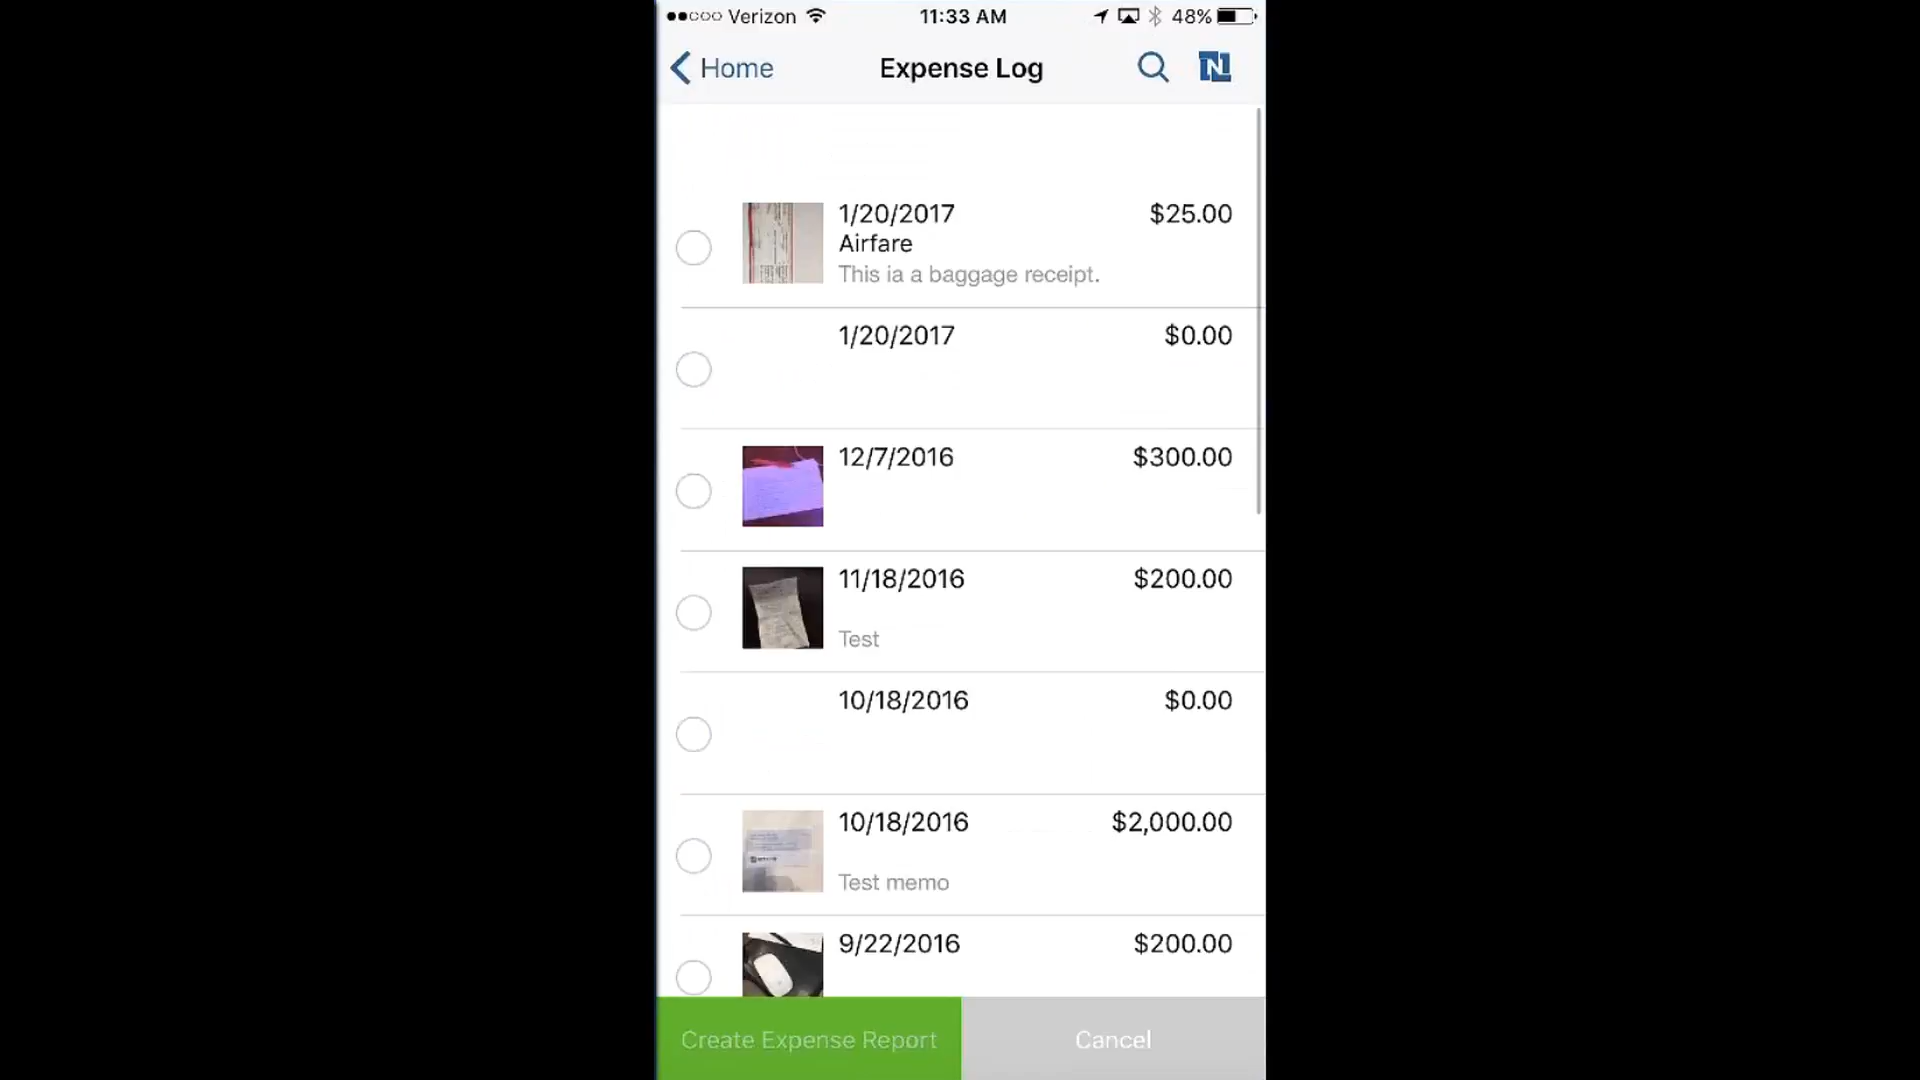 Verizon 11:33 AM 48%
Home Expense Log N
1/20/2017 $25.00
Airfare
This ia a baggage receipt.
1/20/2017 $0.00
12/7/2016 $300.00
11/18/2016 $200.00
Test
10/18/2016 $0.00
10/18/2016 $2,000.00
Test memo
9/22/2016 $200.00
Create Expense Report Cancel